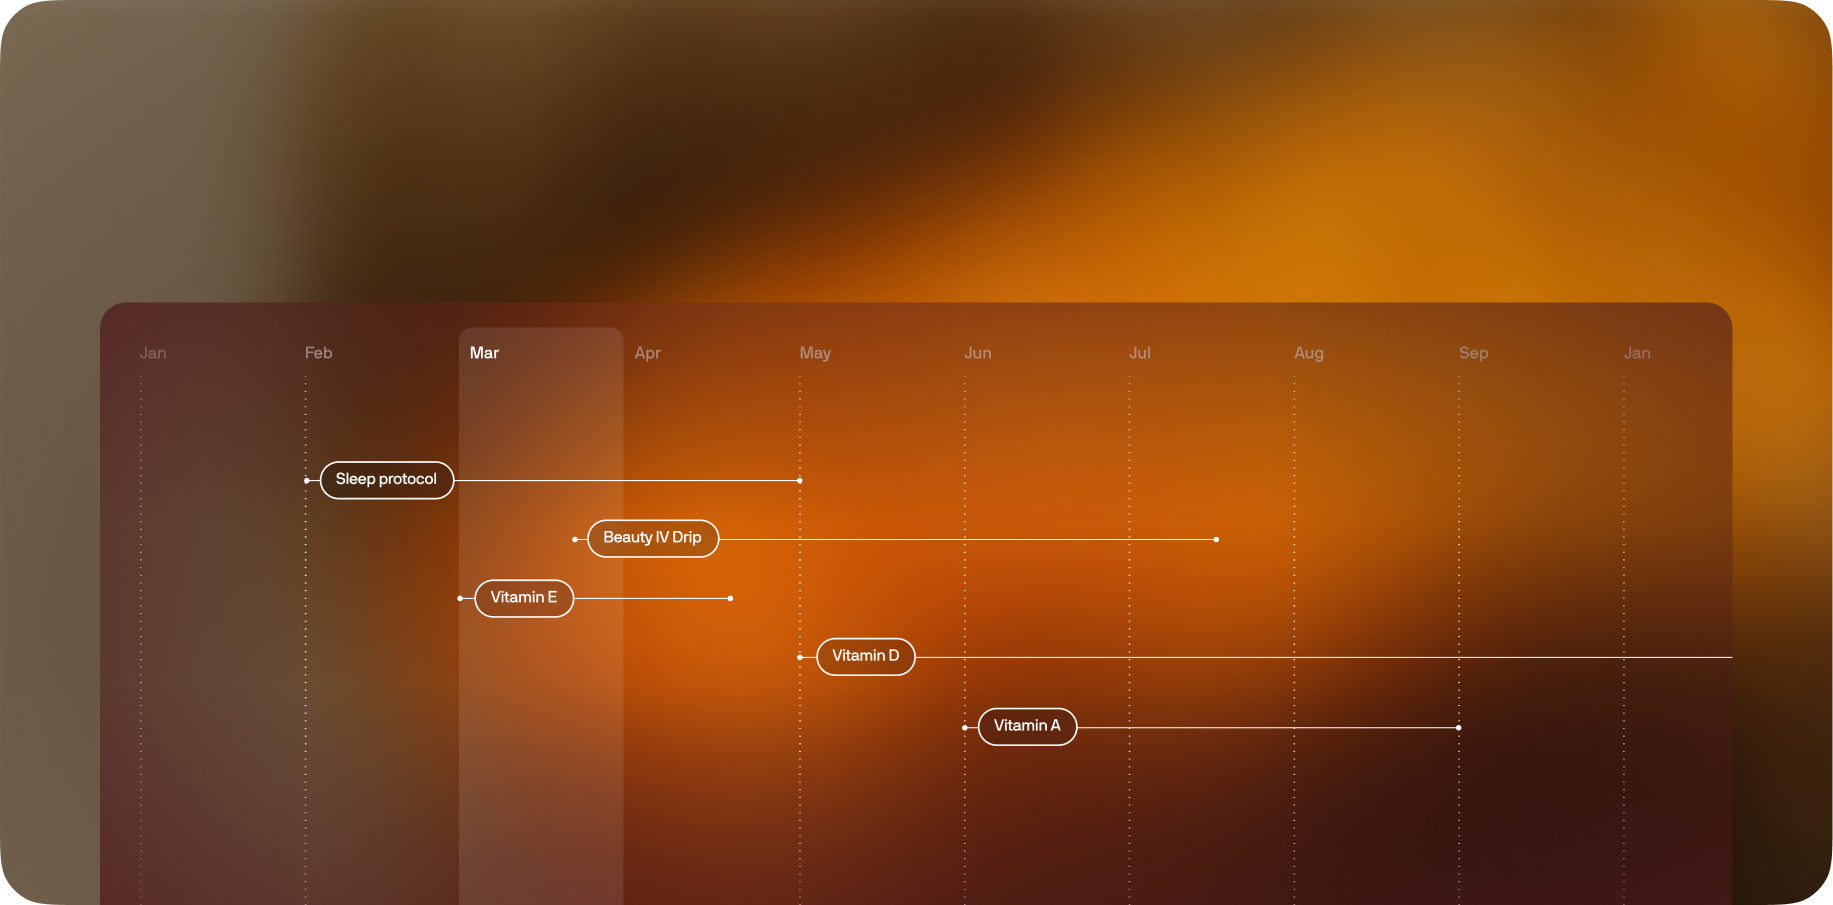 Jan Feb Mar Apr May Jun Jul Aug Sep Jan
Sleep protocol
Beauty IV Drip
Vitamin E
Vitamin D
Vitamin A